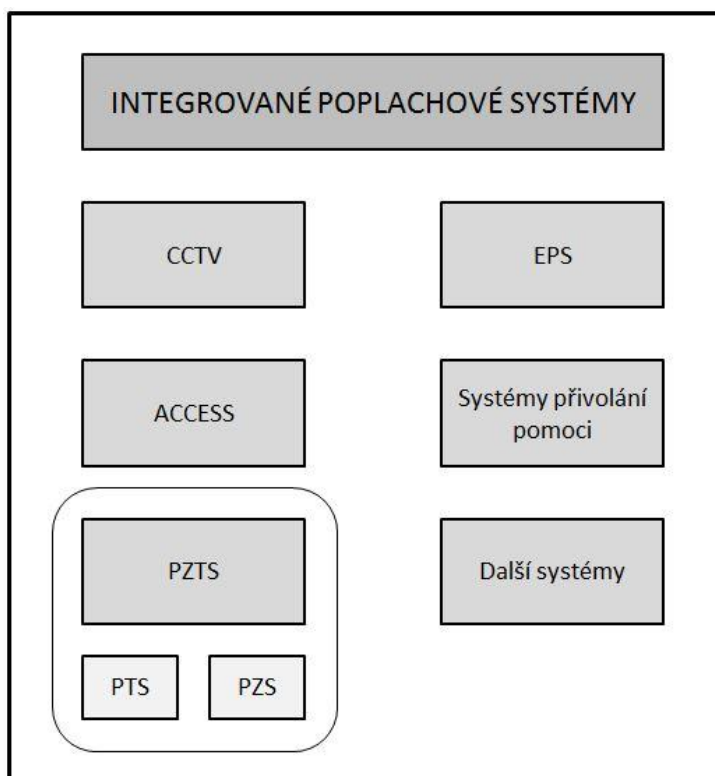 INTEGROVANÉ POPLACHOVÉ SYSTÉMY
CCTV
EPS
ACCESS
Systémy přivolání
pomoci
PZTS
Další systémy
PTS
PZS